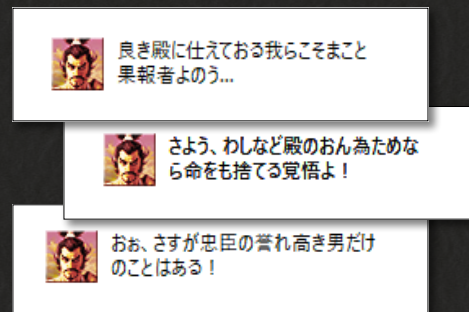 良き殿に仕えておる我らこそまこと
果報者よのう...
さよう、わしなど殿のおん為ためな
ら命をも捨てる覚悟よ！
おぉ、さすが忠臣の誉れ高き男だけ
のことはある！